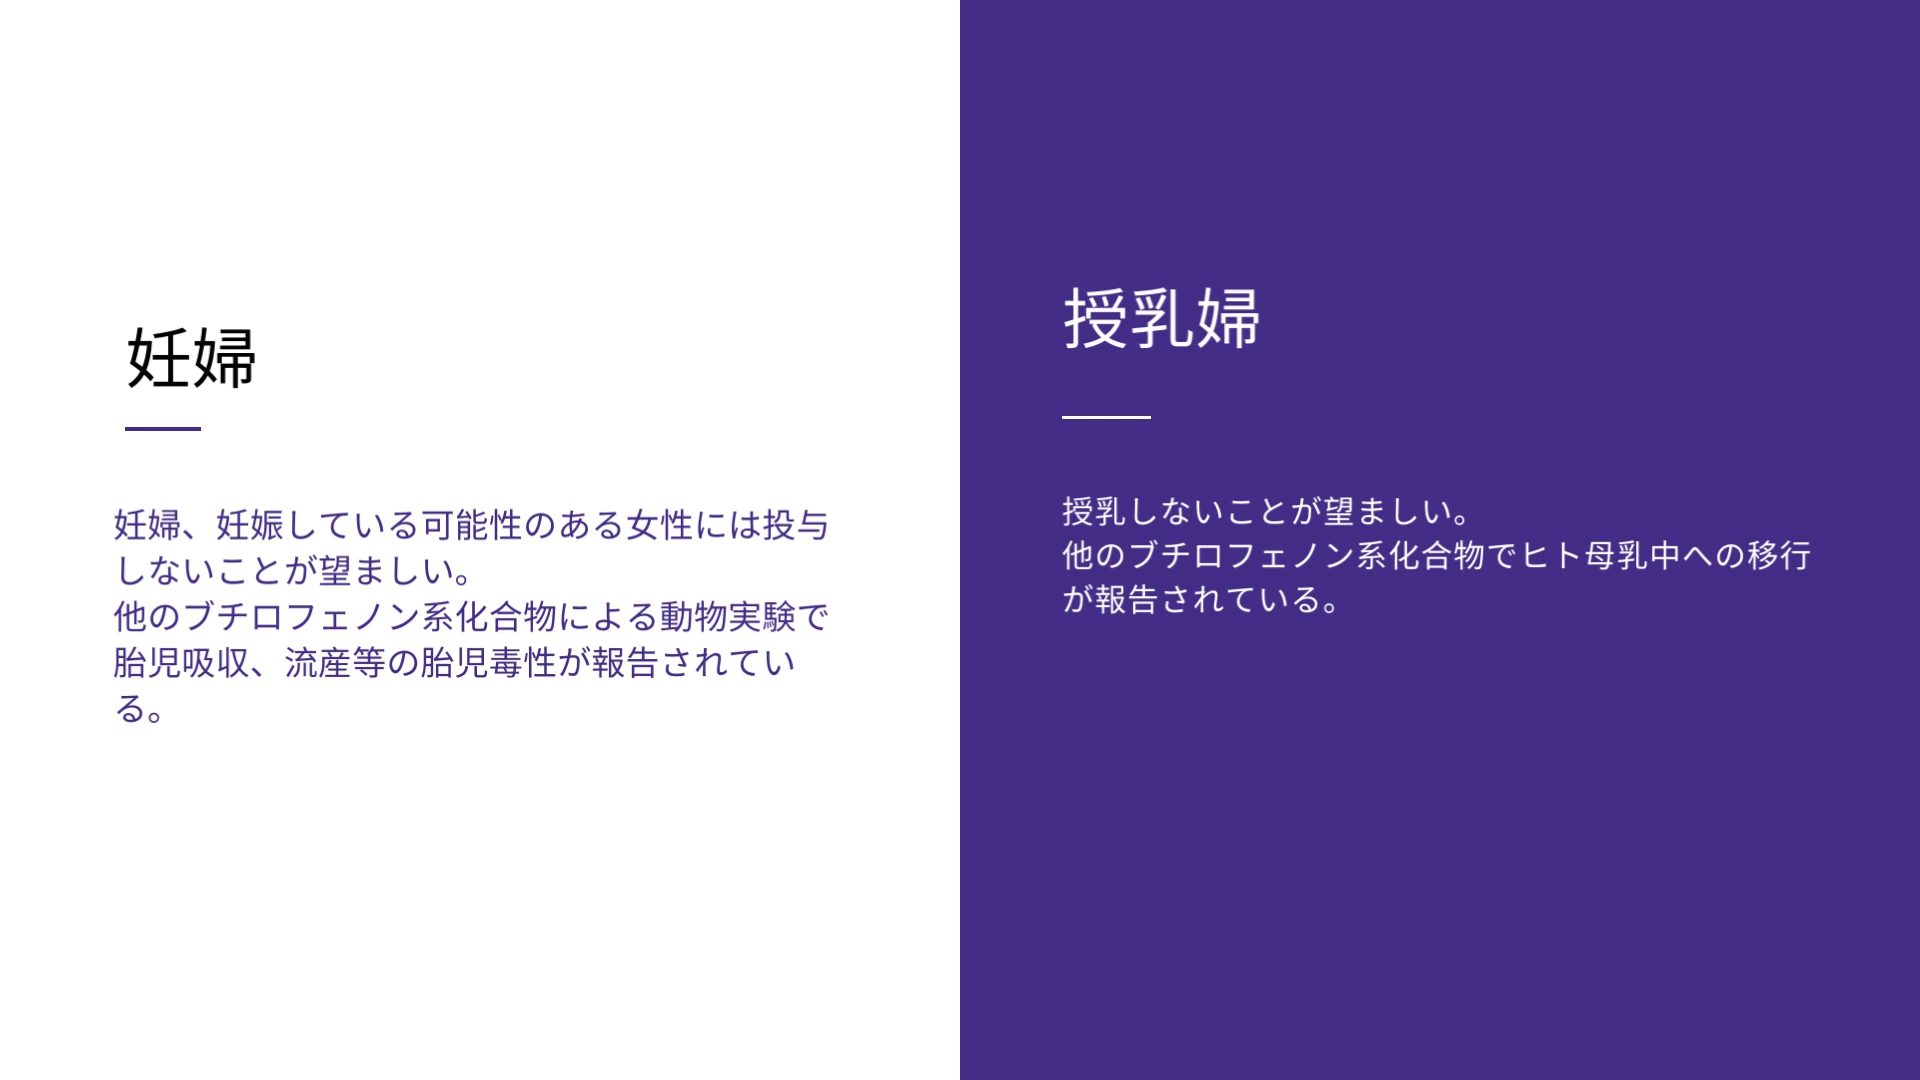 妊婦
妊婦、妊娠している可能性のある女性には投与
しないことが望ましい。
他のブチロフェノン系化合物による動物実験で
胎児吸収、流産等の胎児毒性が報告されてい
る。
授乳婦
授乳しないことが望ましい。
他のブチロフェノン系化合物でヒト母乳中への移行
が報告されている。